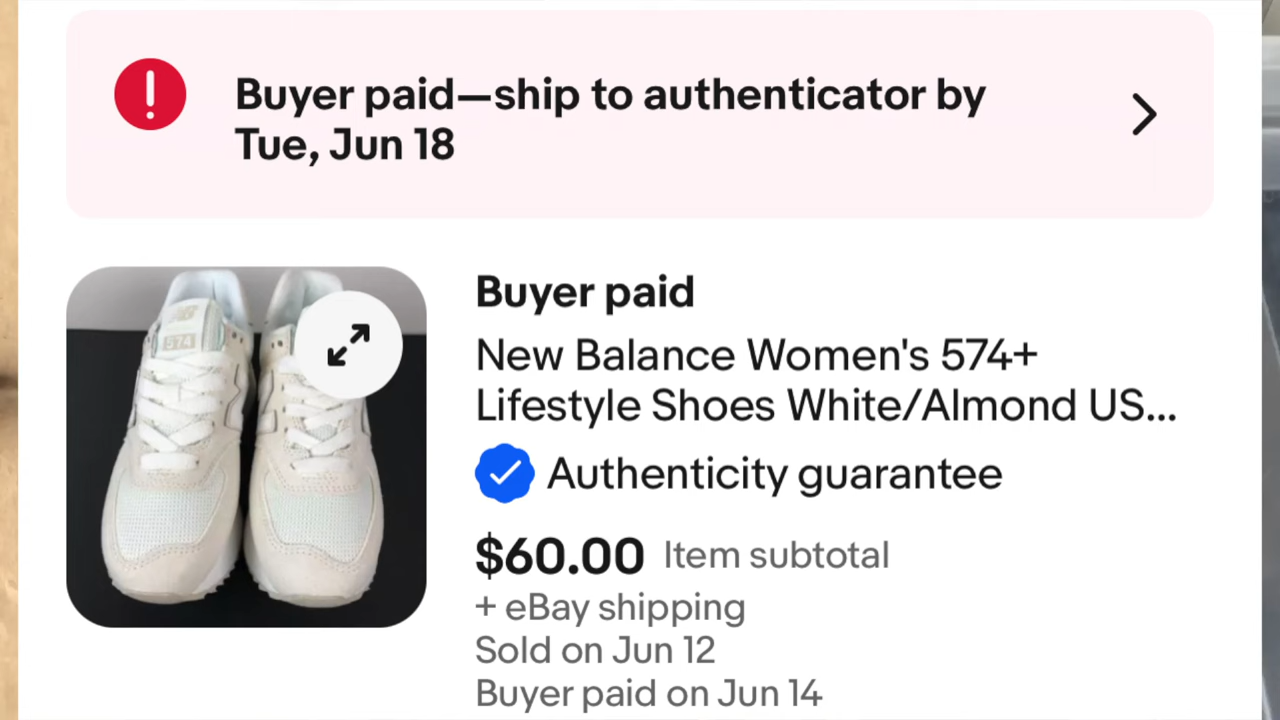 Buyer paid—ship to authenticator by
Tue, Jun 18
Buyer paid
New Balance Women's 574+
Lifestyle Shoes White/Almond US...
Authenticity guarantee
$60.00 Item subtotal
+ eBay shipping
Sold on Jun 12
Buyer paid on Jun 14
574